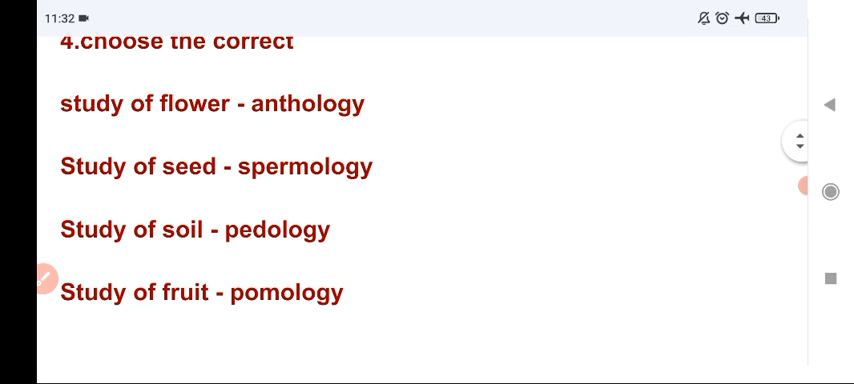 11:32
43
4.choose the correct
study of flower - anthology
Study of seed - spermology
Study of soil - pedology
Study of fruit - pomology